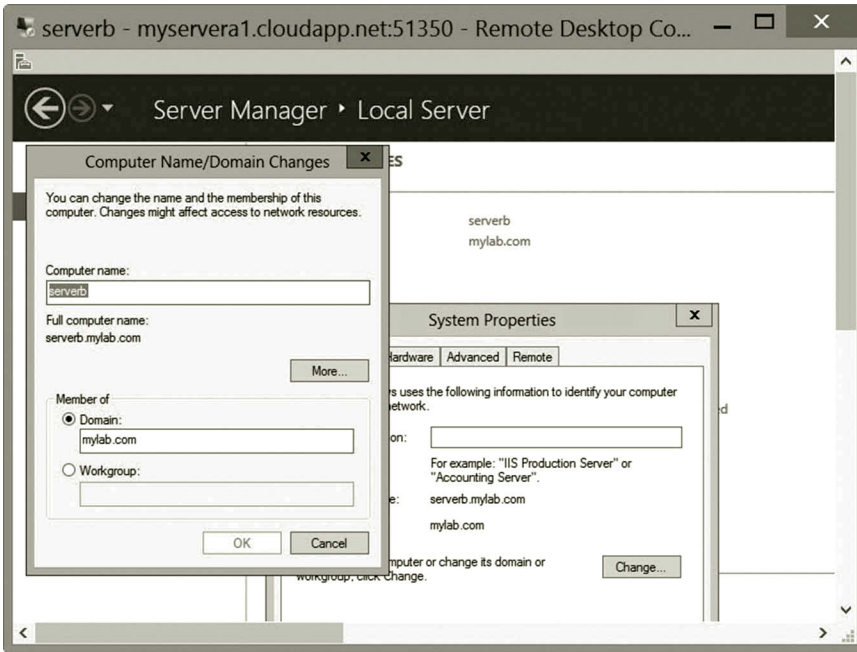 serverb - myservera1.cloudapp.net:51350 - Remote Desktop Co...
Server Manager ‣ Local Server
Computer Name/Domain Changes
ES
You can change the name and the membership of this
computer. Changes might affect access to network resources.
serverb
mylab.com
Computer name:
serverb
Full computer name:
serverb.mylab.com
More...
Member of
Domain:
mylab.com
Workgroup:
OK
Cancel
System Properties
Hardware
Advanced
Remote
s uses the following information to identify your computer
etwork.
on:
For example: "IIS Production Server" or
"Accounting Server".
e:
serverb.mylab.com
mylab.com
mputer or change its domain or
workgroup, click Change.
Change...
d